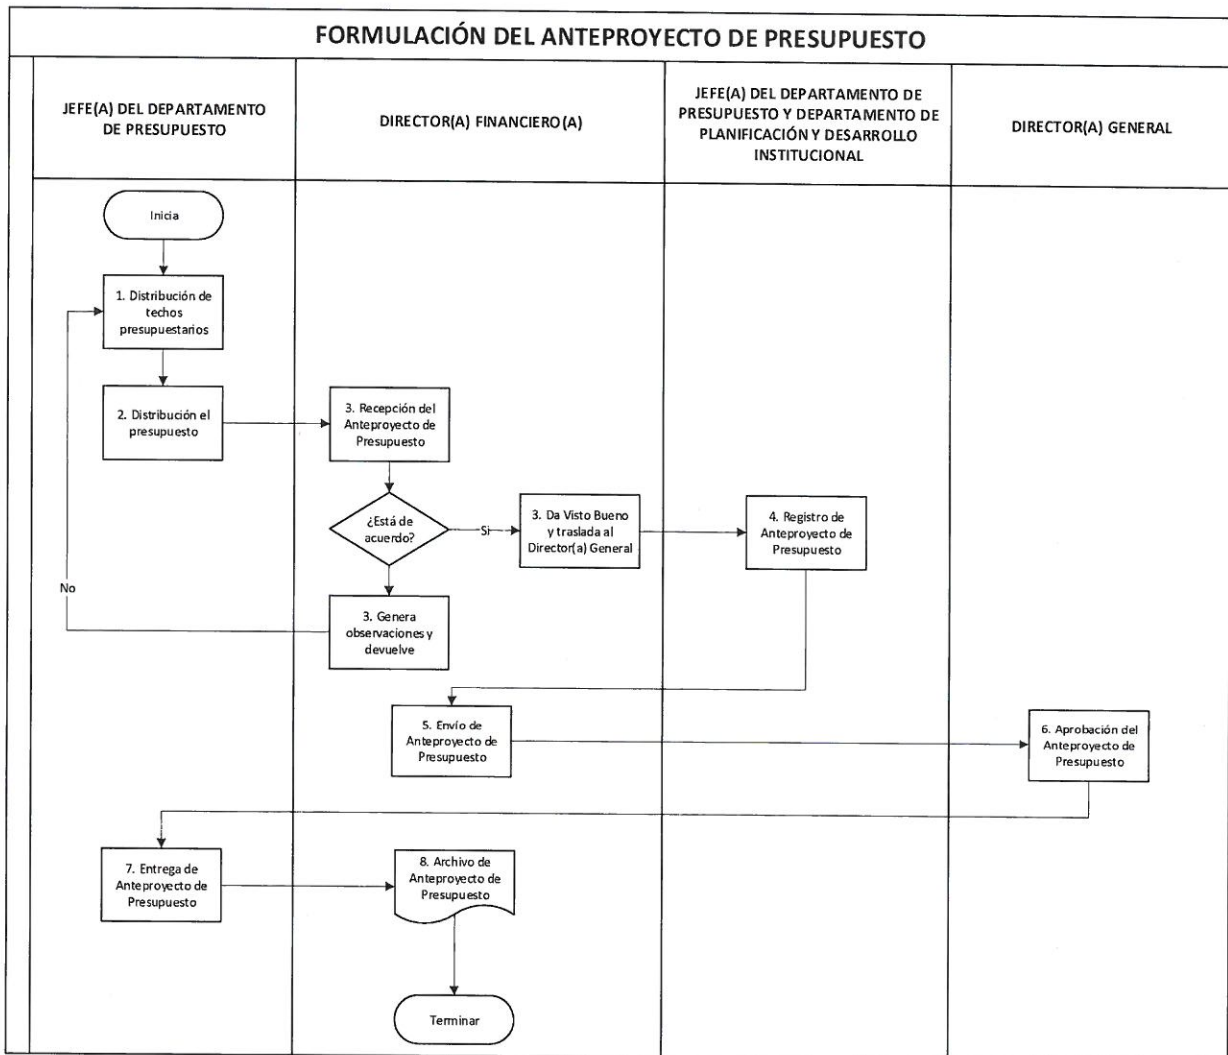 FORMULACIÓN DEL ANTEPROYECTO DE PRESUPUESTO
JEFE(A) DEL DEPARTAMENTO
DE PRESUPUESTO
DIRECTOR(A) FINANCIERO(A)
JEFE(A) DEL DEPARTAMENTO DE
PRESUPUESTO Y DEPARTAMENTO DE
PLANIFICACIÓN Y DESARROLLO
INSTITUCIONAL
DIRECTOR(A) GENERAL
Inicia
1. Distribución de
techos
presupuestarios
2. Distribución el
presupuesto
3. Recepción del
Anteproyecto de
Presupuesto
¿Está de
acuerdo?
Si
3. Da Visto Bueno
y traslada al
Director(a) General
4. Registro de
Anteproyecto de
Presupuesto
No
3. Genera
observaciones y
devuelve
5. Envío de
Anteproyecto de
Presupuesto
6. Aprobación del
Anteproyecto de
Presupuesto
7. Entrega de
Anteproyecto de
Presupuesto
8. Archivo de
Anteproyecto de
Presupuesto
Terminar